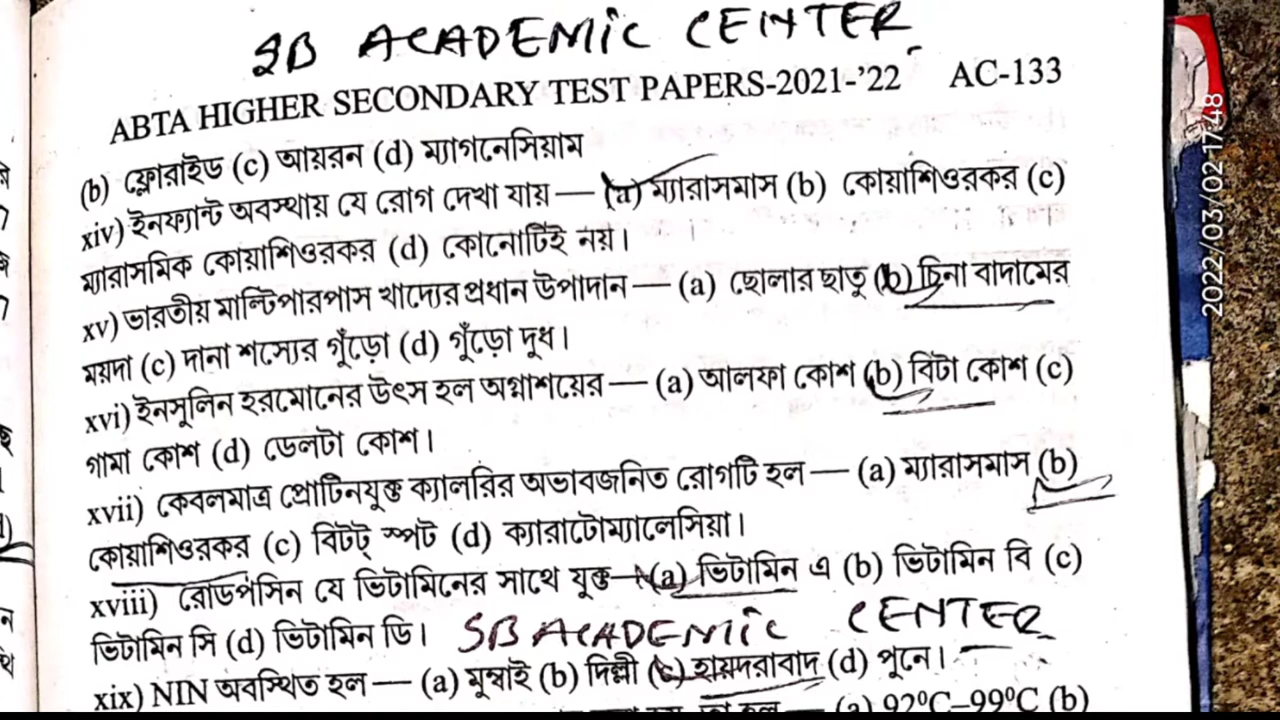 SB ACADEMIC CENTER
ABTA HIGHER SECONDARY TEST PAPERS-2021-'22 AC-133
(b) ফ্লোরাইড (c) আয়রন (d) ম্যাগনেসিয়াম
xiv) ইনফ্যান্ট অবস্থায় যে রোগ দেখা যায় — (a) ম্যারাসমাস (b) কোয়াশিওরকর (c)
ম্যারাসমিক কোয়াশিওরকর (d) কোনোটিই নয়।
xv) ভারতীয় মাল্টিপারপাস খাদ্যের প্রধান উপাদান — (a) ছোলার ছাতু (b) চিনা বাদামের
ময়দা (c) দানা শস্যের গুঁড়ো (d) গুঁড়ো দুধ।
xvi) ইনসুলিন হরমোনের উৎস হল অগ্নাশয়ের — (a) আলফা কোশ (b) বিটা কোশ (c)
গামা কোশ (d) ডেলটা কোশ।
xvii) কেবলমাত্র প্রোটিনযুক্ত ক্যালরির অভাবজনিত রোগটি হল — (a) ম্যারাসমাস (b)
কোয়াশিওরকর (c) বিটট্ স্পট (d) ক্যারাটোম্যালেসিয়া।
xviii) রোডপসিন যে ভিটামিনের সাথে যুক্ত — (a) ভিটামিন এ (b) ভিটামিন বি (c)
ভিটামিন সি (d) ভিটামিন ডি। SB ACADEMIC CENTER
xix) NIN অবস্থিত হল — (a) মুম্বাই (b) দিল্লী (c) হায়দরাবাদ (d) পুনে।
তা হল — (a) 92⁰C–99⁰C (b)
2022/03/02 17:48